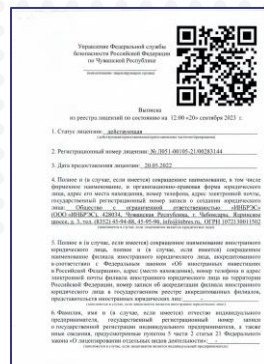 Управление Федеральной службы
безопасности Российской Федерации
по Чувашской Республике
(наименование лицензирующего органа)
Выписка
из реестра лицензий по состоянию на 12:00 «20» сентября 2023 г.
1. Статус лицензии: действующая
2. Регистрационный номер лицензии: № Л051-00105-21/00283144
3. Дата предоставления лицензии: 20.05.2022
4. Полное и (в случае, если имеется) сокращенное наименование, в том числе
фирменное наименование, и организационно-правовая форма юридического
лица, адрес его места нахождения, номер телефона, адрес электронной почты,
государственный регистрационный номер записи о создании юридического
лица: Общество с ограниченной ответственностью «ИНБРЭС»
(ООО «ИНБРЭС»), 428034, Чувашская Республика, г. Чебоксары, Ядринское
5. Полное и (в случае, если имеется) сокращенное наименование иностранного
юридического лица, полное и (в случае, если имеется) сокращенное
наименование филиала иностранного юридического лица, аккредитованного
в соответствии с Федеральным законом «Об иностранных инвестициях
в Российской Федерации», адрес (место нахождения), номер телефона и адрес
электронной почты филиала иностранного юридического лица на территории
Российской Федерации, номер записи об аккредитации филиала иностранного
юридического лица в государственном реестре аккредитованных филиалов,
представительств иностранных юридических лиц:
6. Фамилия, имя и (в случае, если имеется) отчество индивидуального
предпринимателя, государственный регистрационный номер записи
о государственной регистрации индивидуального предпринимателя, а также
иные сведения, предусмотренные пунктом 5 части 2 статьи 21 Федерального
закона «О лицензировании отдельных видов деятельности»: